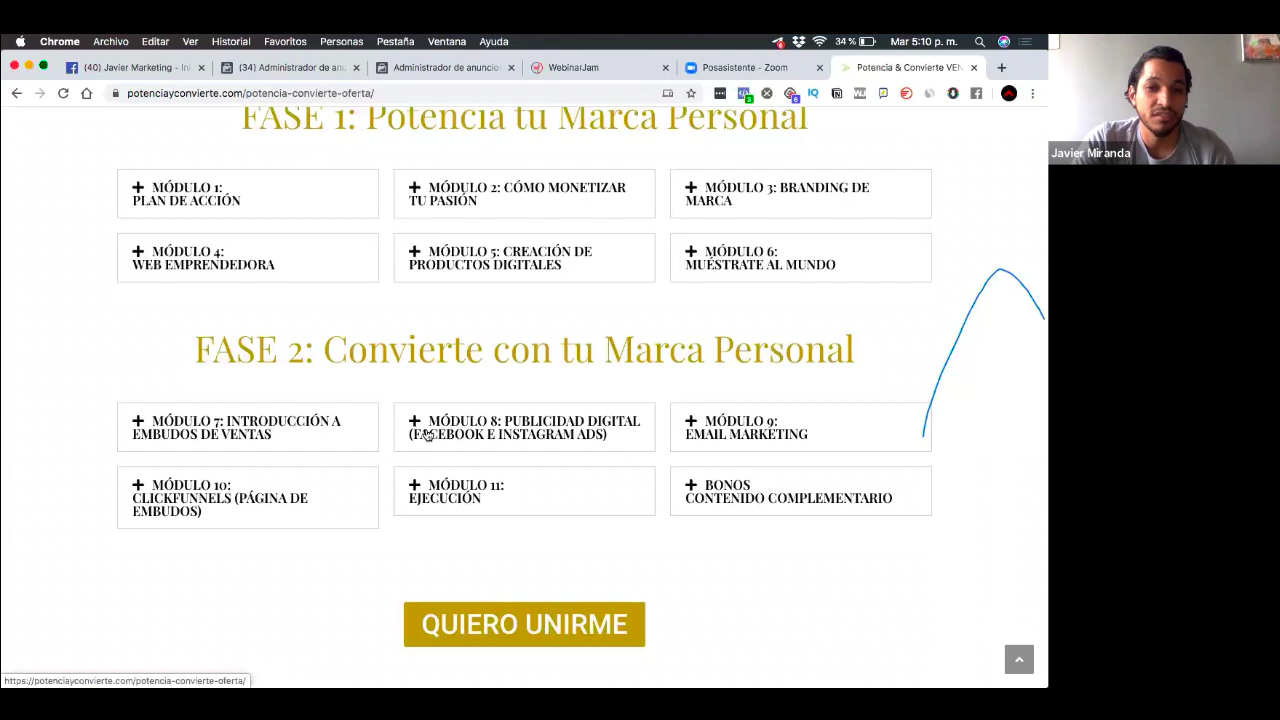 Chrome Archivo Editar Ver Historial Favoritos Personas Pestaña Ventana Ayuda 34 % Mar 5:10 p. m.
(40) Javier Marketing - Ini (34) Administrador de anu Administrador de anuncio WebinarJam Posasistente - Zoom Potencia & Convierte VEN
potenciayconvierte.com/potencia-convierte-oferta/
FASE 1: Potencia tu Marca Personal
Javier Miranda
MÓDULO 1:
PLAN DE ACCIÓN
MÓDULO 2: CÓMO MONETIZAR
TU PASIÓN
MÓDULO 3: BRANDING DE
MARCA
MÓDULO 4:
WEB EMPRENDEDORA
MÓDULO 5: CREACIÓN DE
PRODUCTOS DIGITALES
MÓDULO 6:
MUÉSTRATE AL MUNDO
FASE 2: Convierte con tu Marca Personal
MÓDULO 7: INTRODUCCIÓN A
EMBUDOS DE VENTAS
MÓDULO 8: PUBLICIDAD DIGITAL
(FACEBOOK E INSTAGRAM ADS)
MÓDULO 9:
EMAIL MARKETING
MÓDULO 10:
CLICKFUNNELS (PÁGINA DE
EMBUDOS)
MÓDULO 11:
EJECUCIÓN
BONOS
CONTENIDO COMPLEMENTARIO
QUIERO UNIRME
https://potenciayconvierte.com/potencia-convierte-oferta/